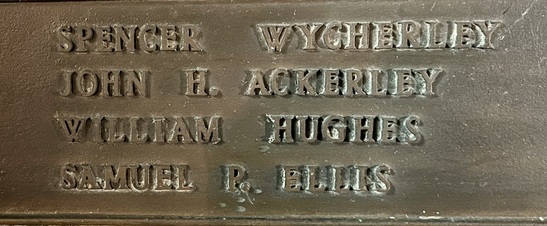 SPENCER WYCHERLEY
JOHN H. ACKERLEY
WILLIAM HUGHES
SAMUEL P. ELLIS